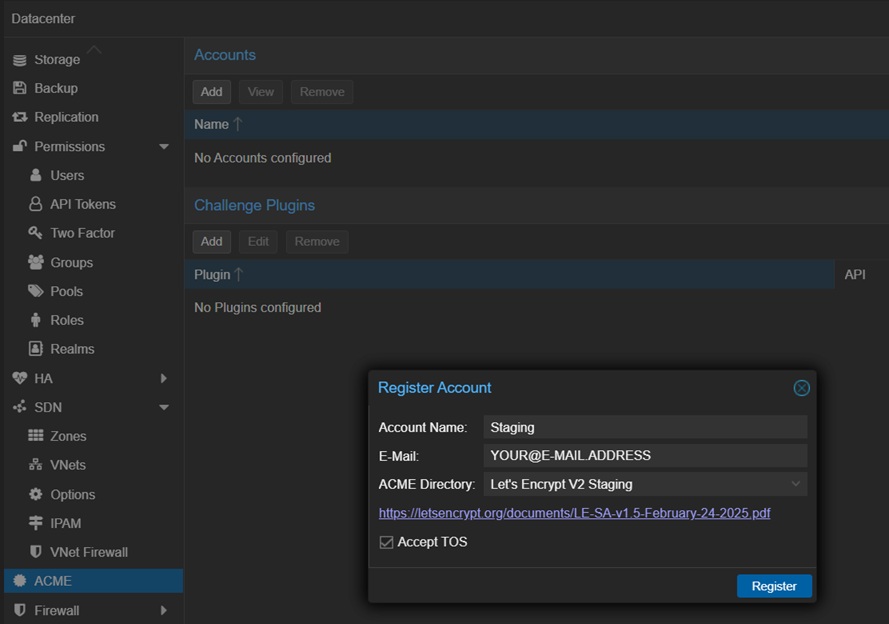 Datacenter
Storage
Backup
Replication
Permissions
Users
API Tokens
Two Factor
Groups
Pools
Roles
Realms
HA
SDN
Zones
VNets
Options
IPAM
VNet Firewall
ACME
Firewall
Accounts
Add View Remove
Name ↑
No Accounts configured
Challenge Plugins
Add Edit Remove
Plugin ↑ API
No Plugins configured
Register Account
Account Name: Staging
E-Mail: YOUR@E-MAIL.ADDRESS
ACME Directory: Let's Encrypt V2 Staging
https://letsencrypt.org/documents/LE-SA-v1.5-February-24-2025.pdf
Accept TOS
Register